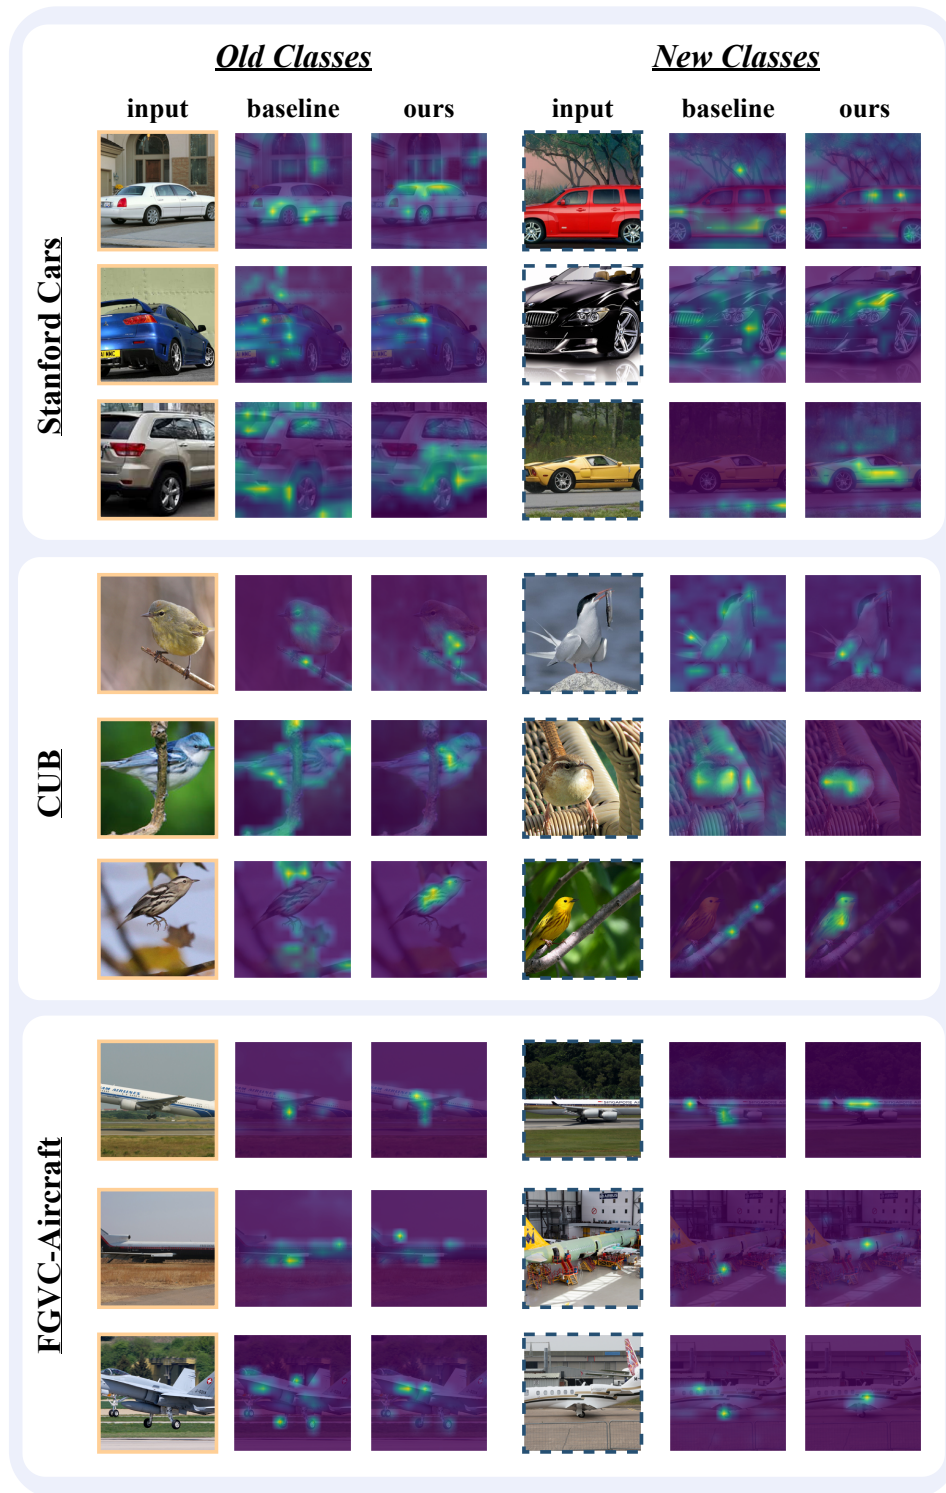 Old Classes New Classes
input baseline ours input baseline ours
Stanford Cars
CUB
FGVC-Aircraft